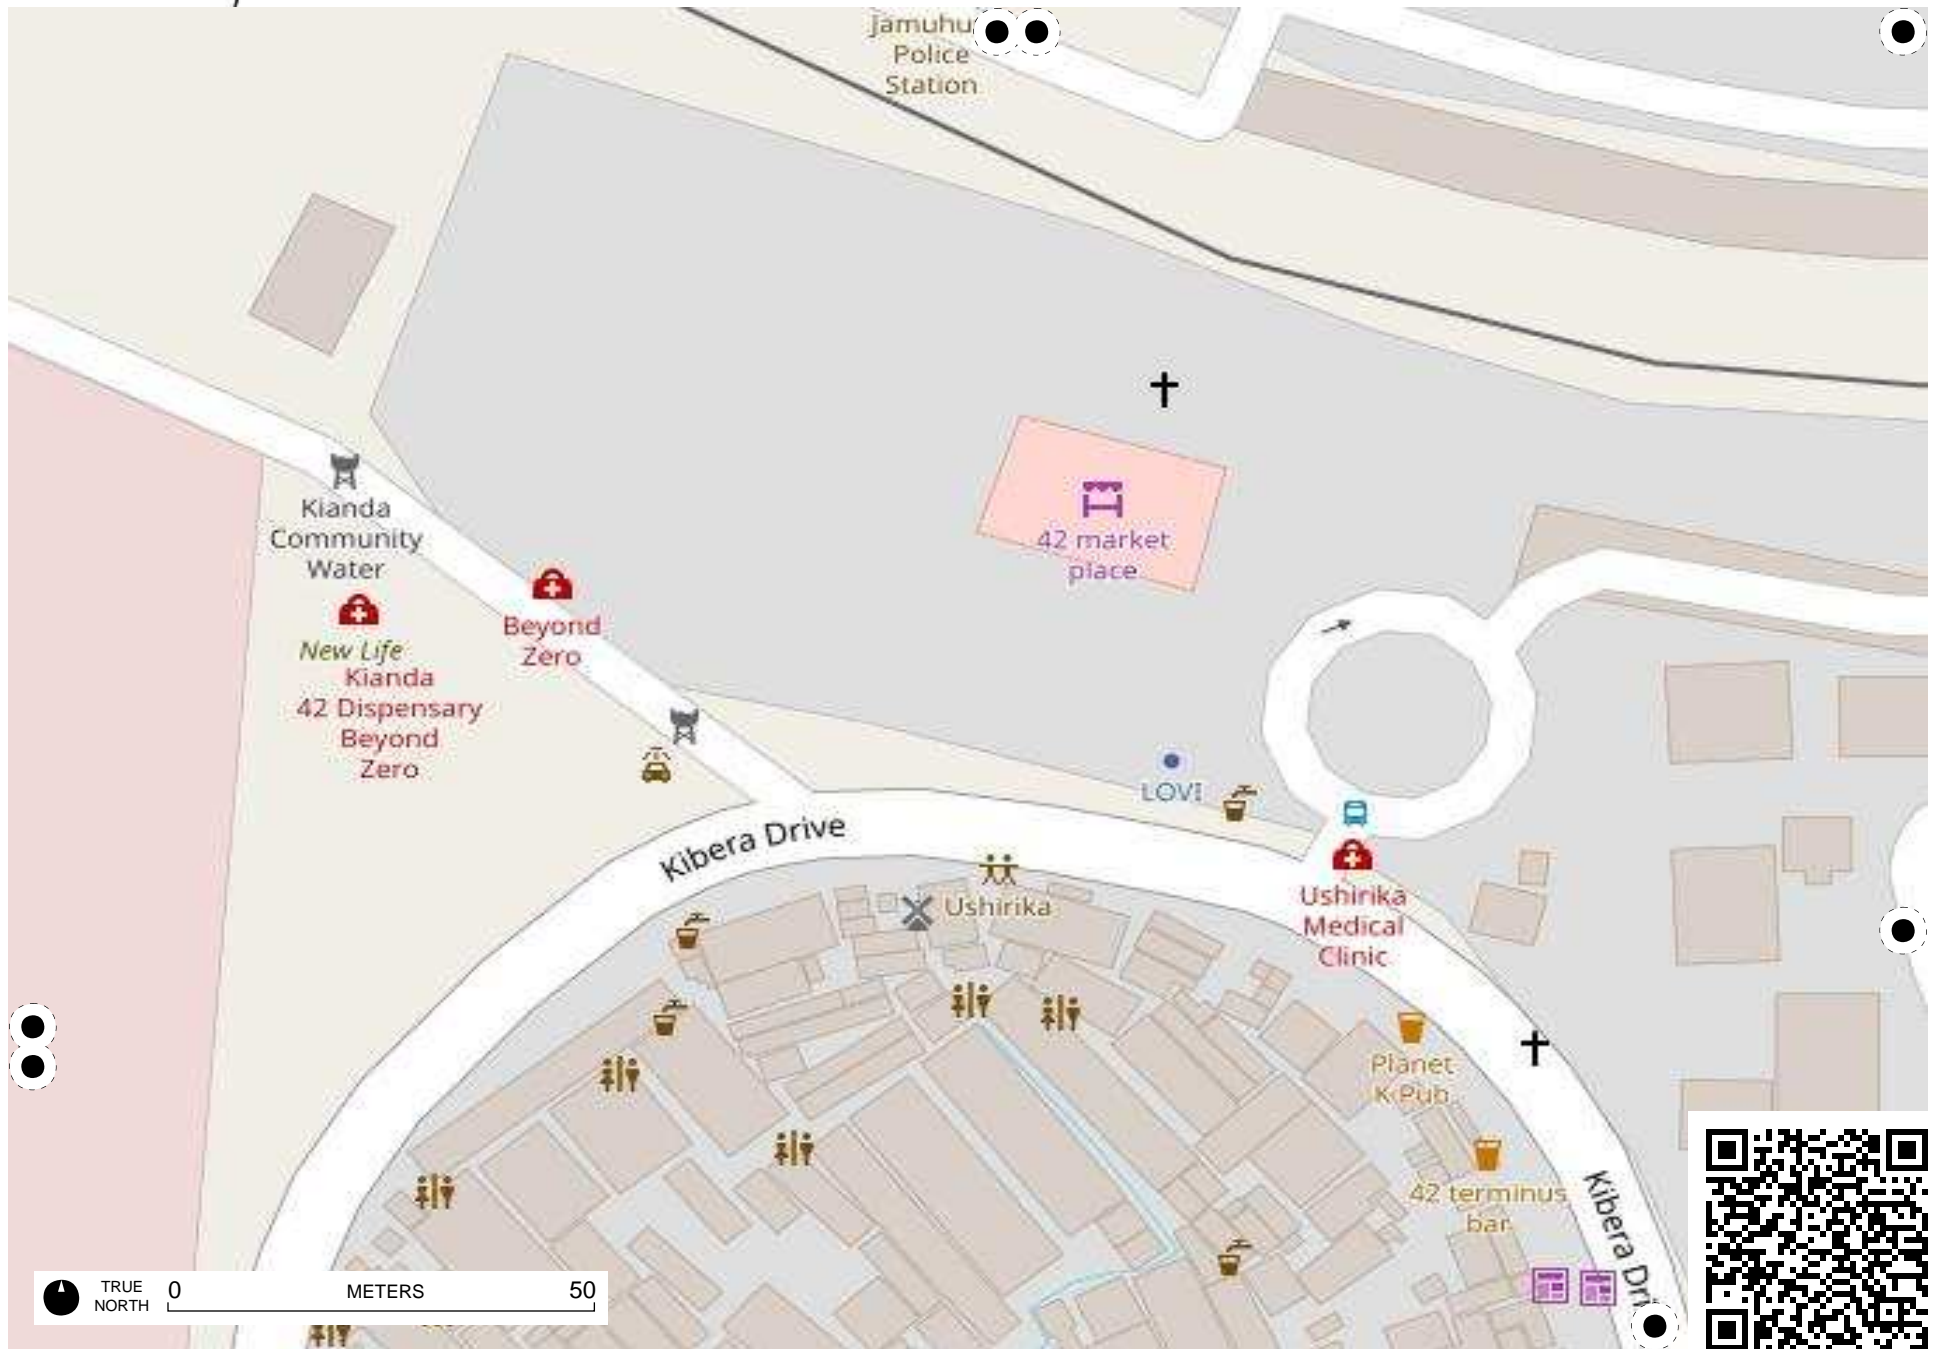 Jamuhu
Police
Station
42 market
place
Kianda
Community
Water
New Life
Kianda
42 Dispensary
Beyond
Zero
Beyond
Zero
LOVI
Kibera Drive
Ushirika
Ushirika
Medical
Clinic
Planet
K Pub
42 terminus
bar
Kibera Dri
TRUE
NORTH
0 METERS 50